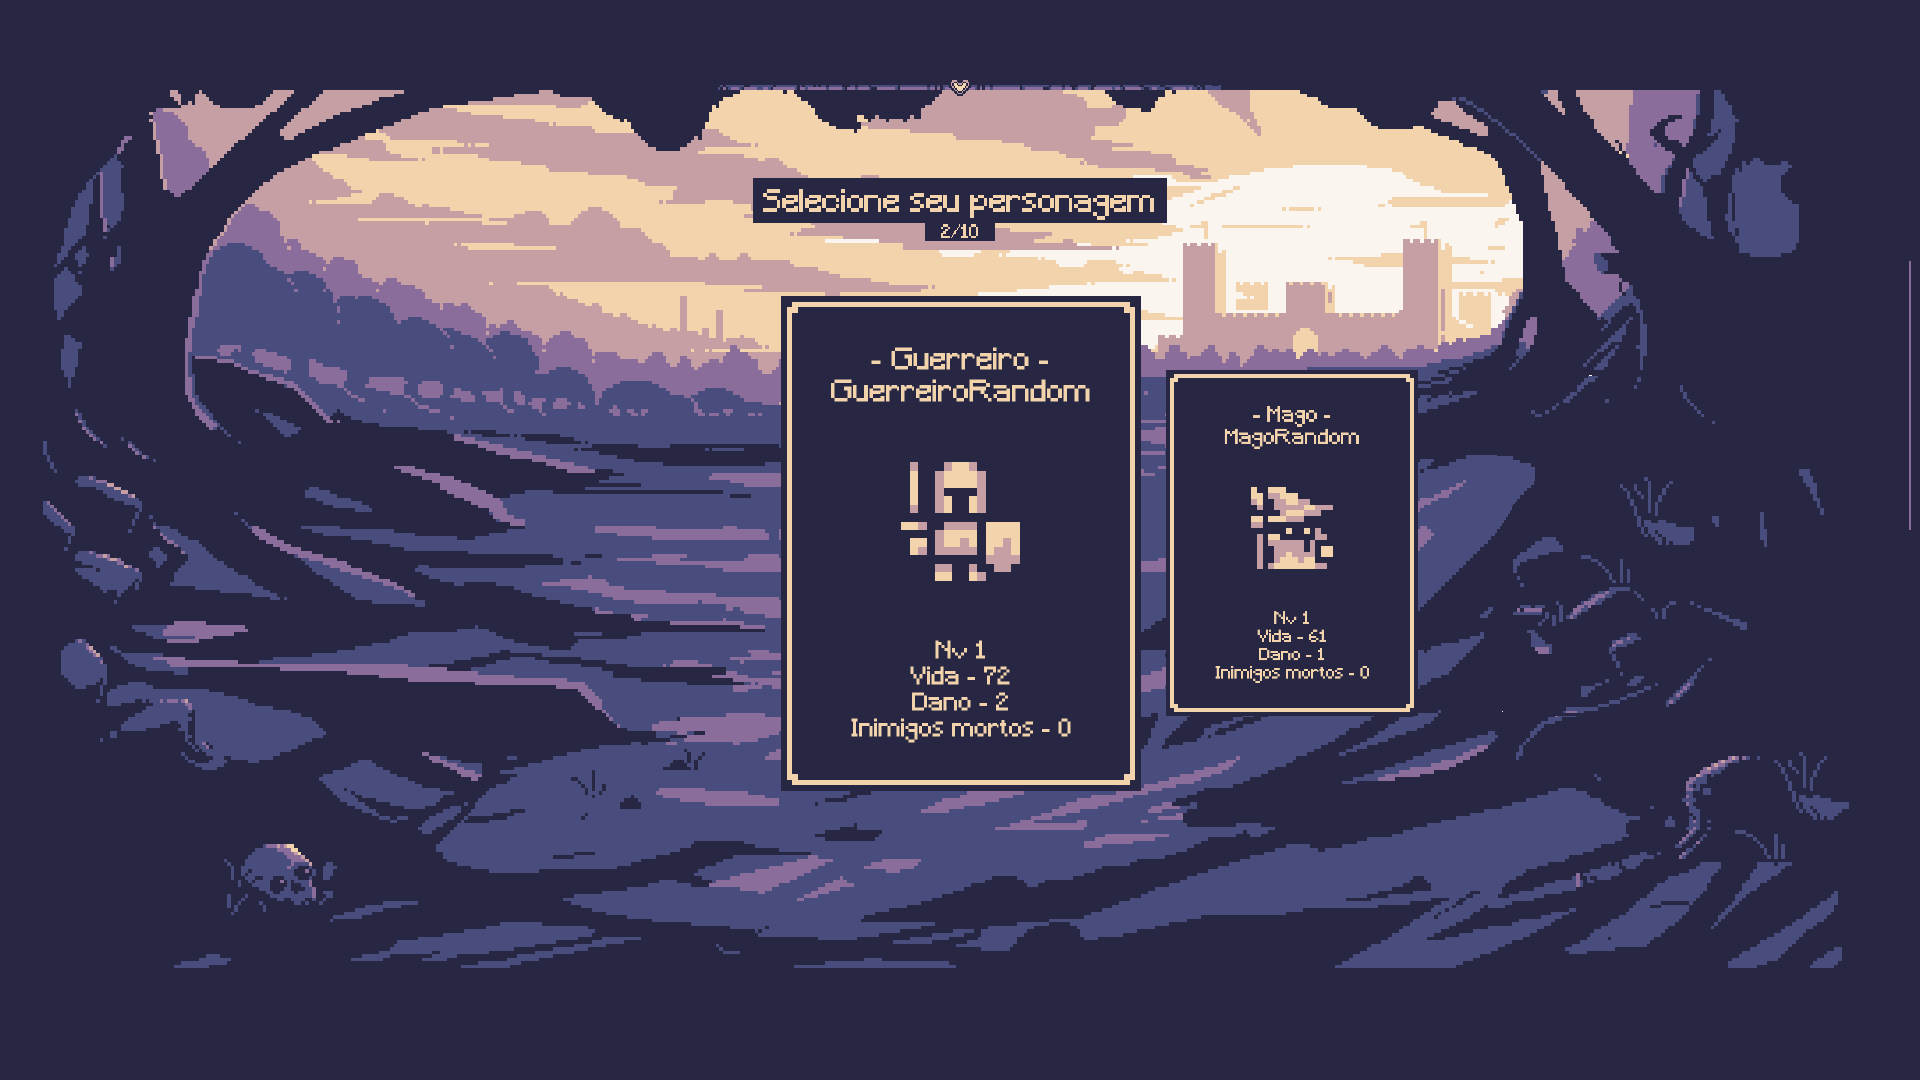 Selecione seu personagem
2/10
- Guerreiro -
GuerreiroRandom
Nv 1
Vida - 72
Dano - 2
Inimigos mortos - 0
- Mago -
MagoRandom
Nv 1
Vida - 61
Dano - 1
Inimigos mortos - 0